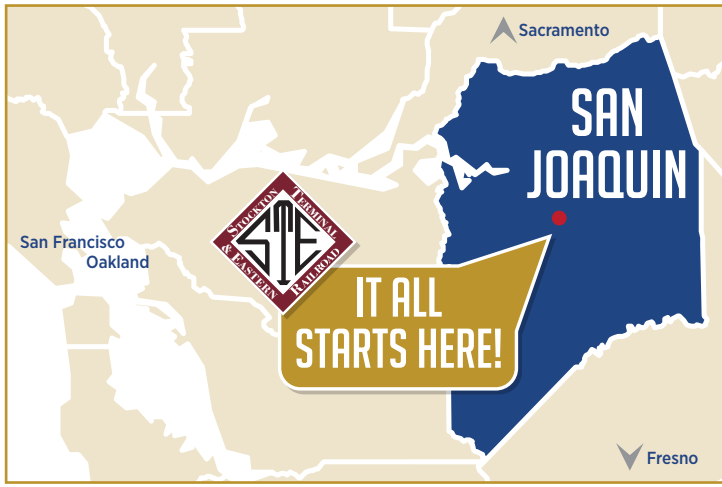 Sacramento
SAN
JOAQUIN
STOCKTON
TERMINAL
& EASTERN
RAILROAD
STE
San Francisco
Oakland
IT ALL
STARTS HERE!
Fresno